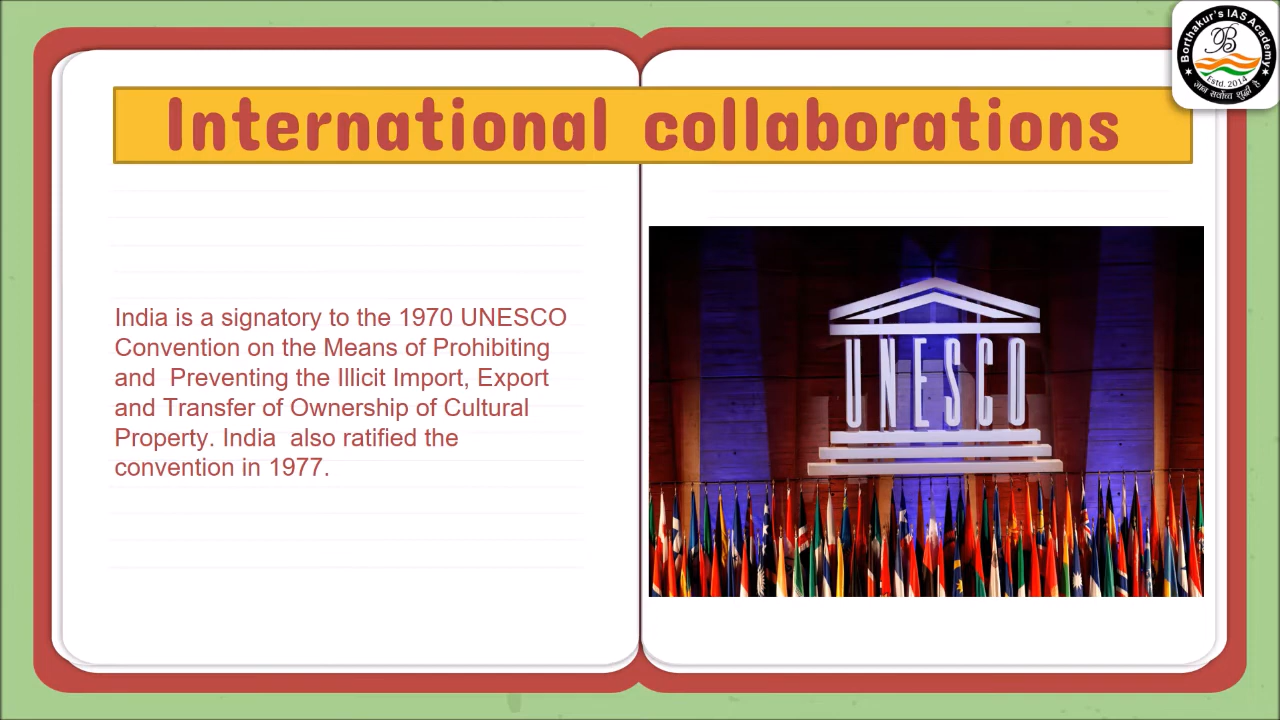 Borthakur's IAS Academy
B
Estd. 2014
ज्ञान सर्वोच्च शुद्धी है
International collaborations
India is a signatory to the 1970 UNESCO
Convention on the Means of Prohibiting
and  Preventing the Illicit Import, Export
and Transfer of Ownership of Cultural
Property. India  also ratified the
convention in 1977.
UNESCO